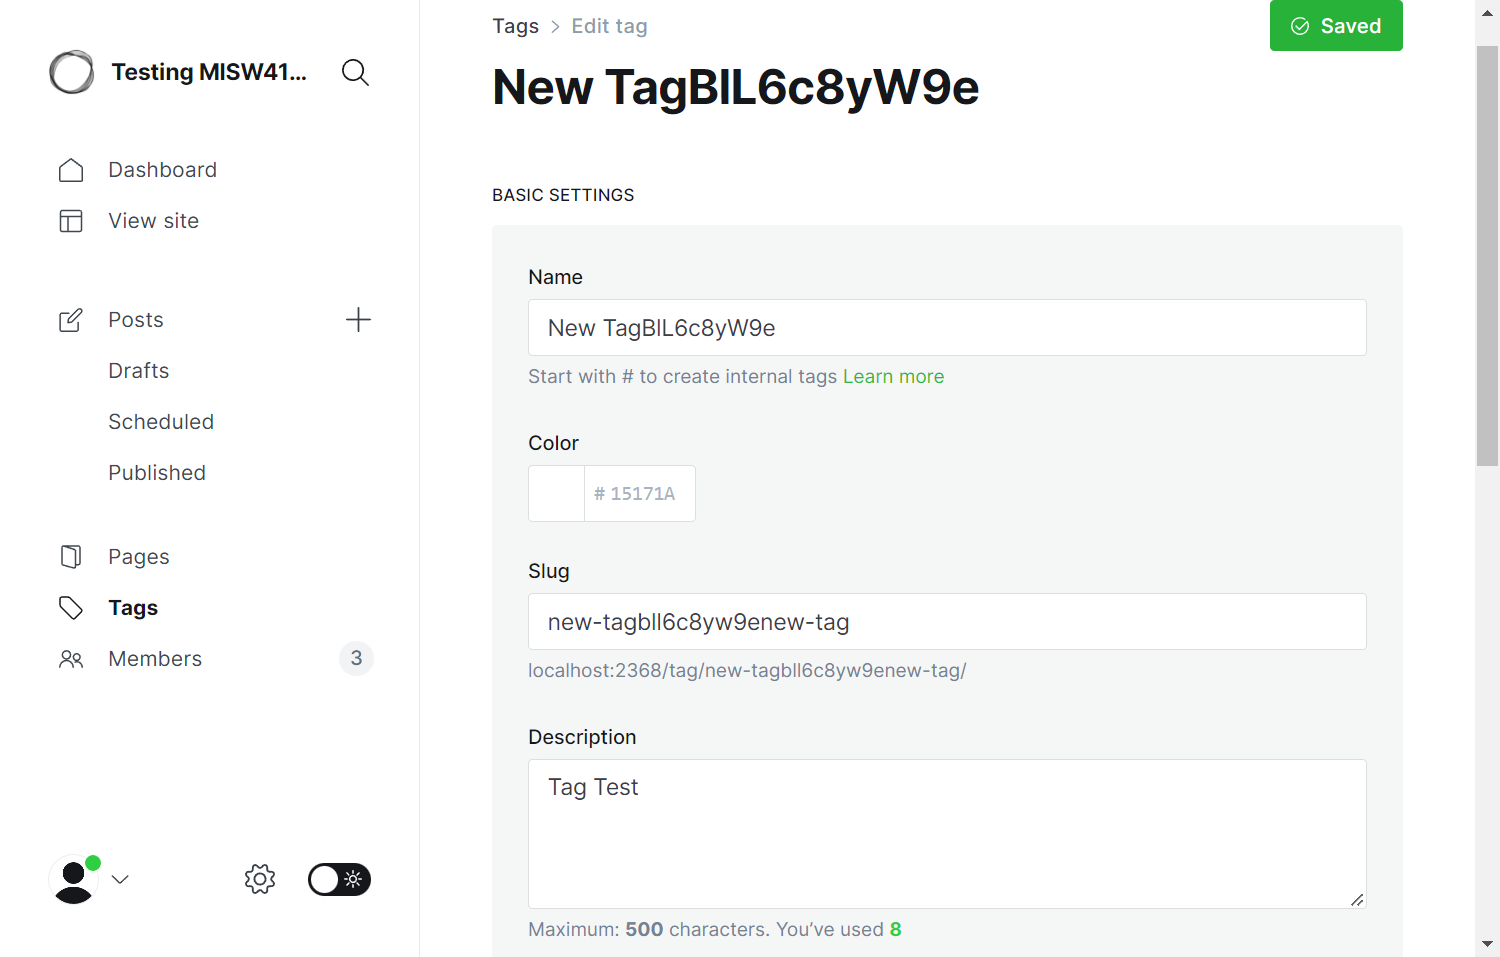 Testing MISW41...
Dashboard
View site
Posts
Drafts
Scheduled
Published
Pages
Tags
Members 3
Tags > Edit tag
Saved
New TagBlL6c8yW9e
BASIC SETTINGS
Name
New TagBlL6c8yW9e
Start with # to create internal tags Learn more
Color
# 15171A
Slug
new-tagbll6c8yw9enew-tag
localhost:2368/tag/new-tagbll6c8yw9enew-tag/
Description
Tag Test
Maximum: 500 characters. You’ve used 8